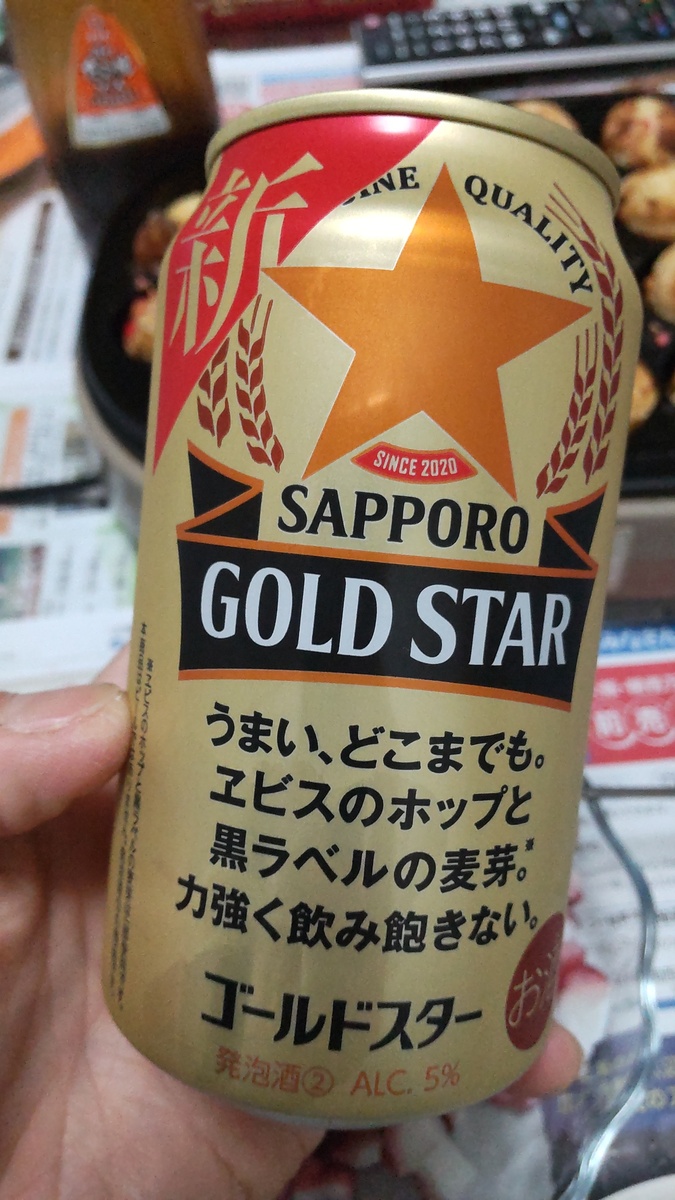 新
QUALITY
SINCE 2020
SAPPORO
GOLD STAR
うまい、どこまでも。
ヱビスのホップと
黒ラベルの麦芽。※
力強く飲み飽きない。
お酒
ゴールドスター
発泡酒② ALC. 5%